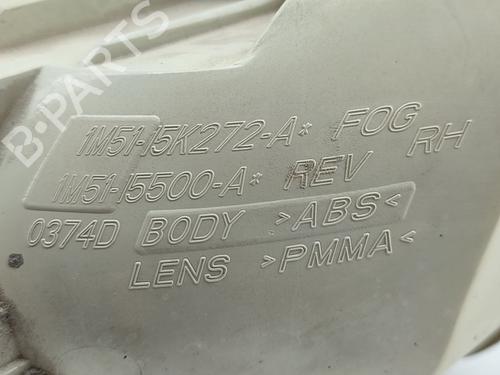 B-PARTS
1M51-15K272-A* FOG
RH
1M51-15500-A* REV
0374D BODY >ABS<
LENS >PMMA<